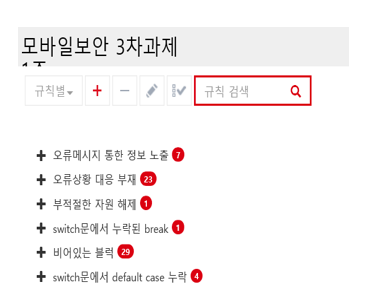 모바일보안 3차과제
규칙별
규칙 검색
오류메시지 통한 정보 노출 7
오류상황 대응 부재 23
부적절한 자원 해제 1
switch문에서 누락된 break 1
비어있는 블럭 29
switch문에서 default case 누락 4